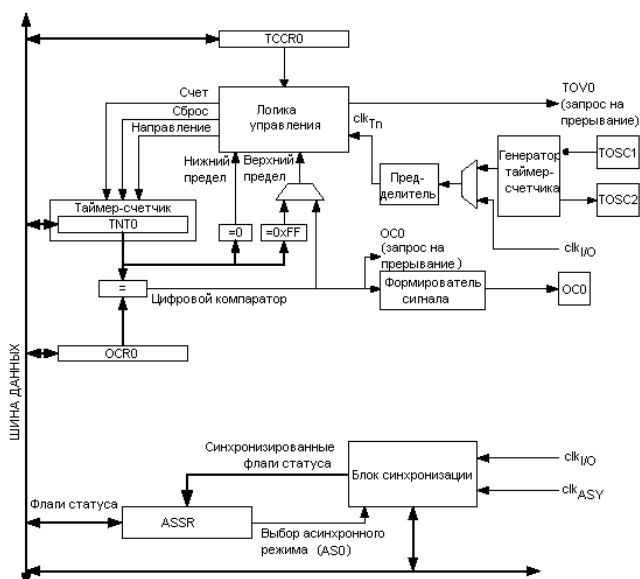 TCCR0
Счет
Сброс
Направление
Логика
управления
clkTn
TOV0
(запрос на
прерывание)
Нижний
предел
Верхний
предел
Пред-
делитель
Генератор
таймер-
счетчика
TOSC1
TOSC2
clkI/O
Таймер-счетчик
TNT0
=0
=0xFF
OC0
(запрос на
прерывание)
=
Цифровой компаратор
Формирователь
сигнала
OC0
OCR0
ШИНА ДАННЫХ
Синхронизированные
флаги статуса
Блок синхронизации
clkI/O
clkASY
Флаги статуса
ASSR
Выбор асинхронного
режима (AS0)